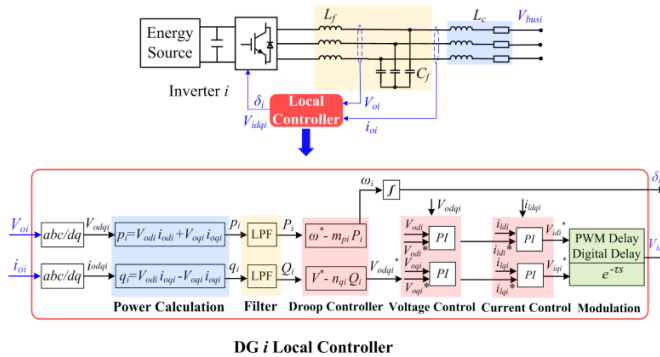 Energy
Source
Inverter i
L_f
C_f
L_c
V_busi
δ_i
V_idqi
Local
Controller
V_oi
i_oi
ω_i
∫
δ_i
V_oi
abc/dq
V_odqi
p_i=V_odi i_odi+V_oqi i_oqi
p_i
LPF
P_i
ω*- m_pi P_i
i_oi
abc/dq
i_odqi
q_i=V_odi i_oqi-V_oqi i_odi
q_i
LPF
Q_i
V*- n_qi Q_i
V_odqi*
V_odqi
V_odi
V_odi*
PI
V_oqi
V_oqi*
PI
i_ldqi
i_ldi
i_ldi*
PI
V_idi*
i_lqi
i_lqi*
PI
V_iqi*
PWM Delay
Digital Delay
e^-τs
Power Calculation
Filter
Droop Controller
Voltage Control
Current Control
Modulation
DG i Local Controller